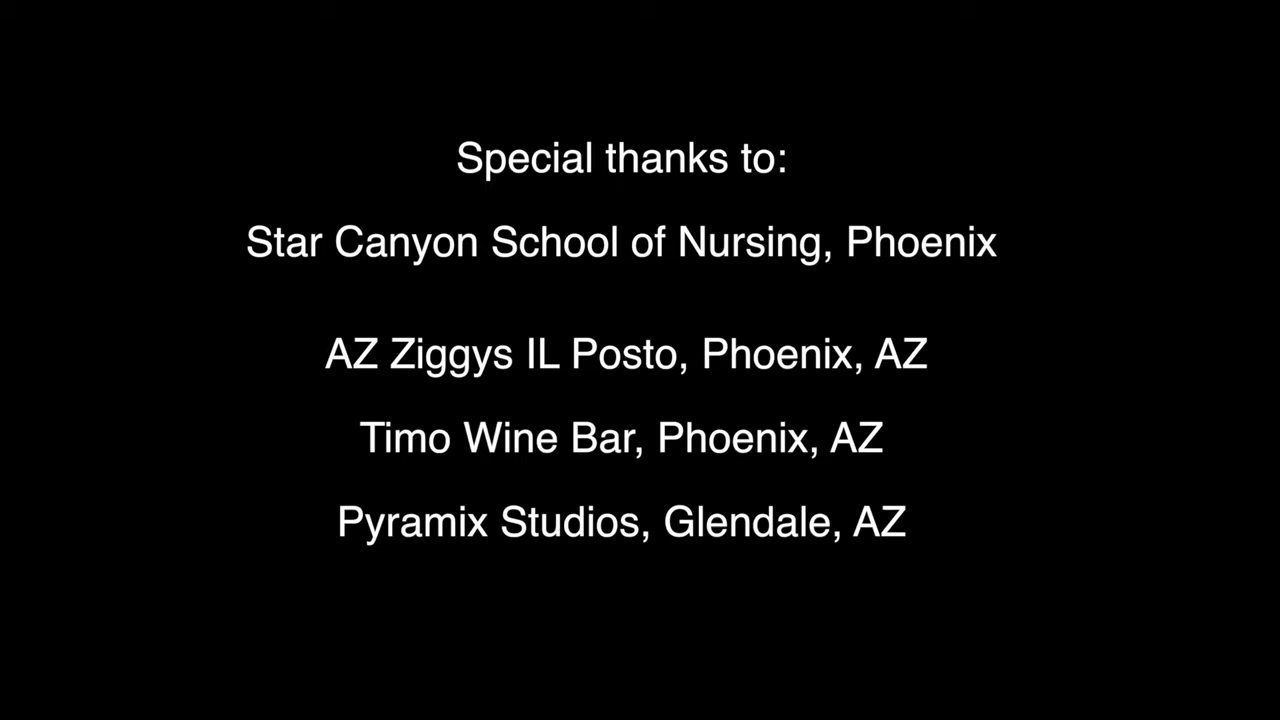 Special thanks to:
Star Canyon School of Nursing, Phoenix
AZ Ziggys IL Posto, Phoenix, AZ
Timo Wine Bar, Phoenix, AZ
Pyramix Studios, Glendale, AZ